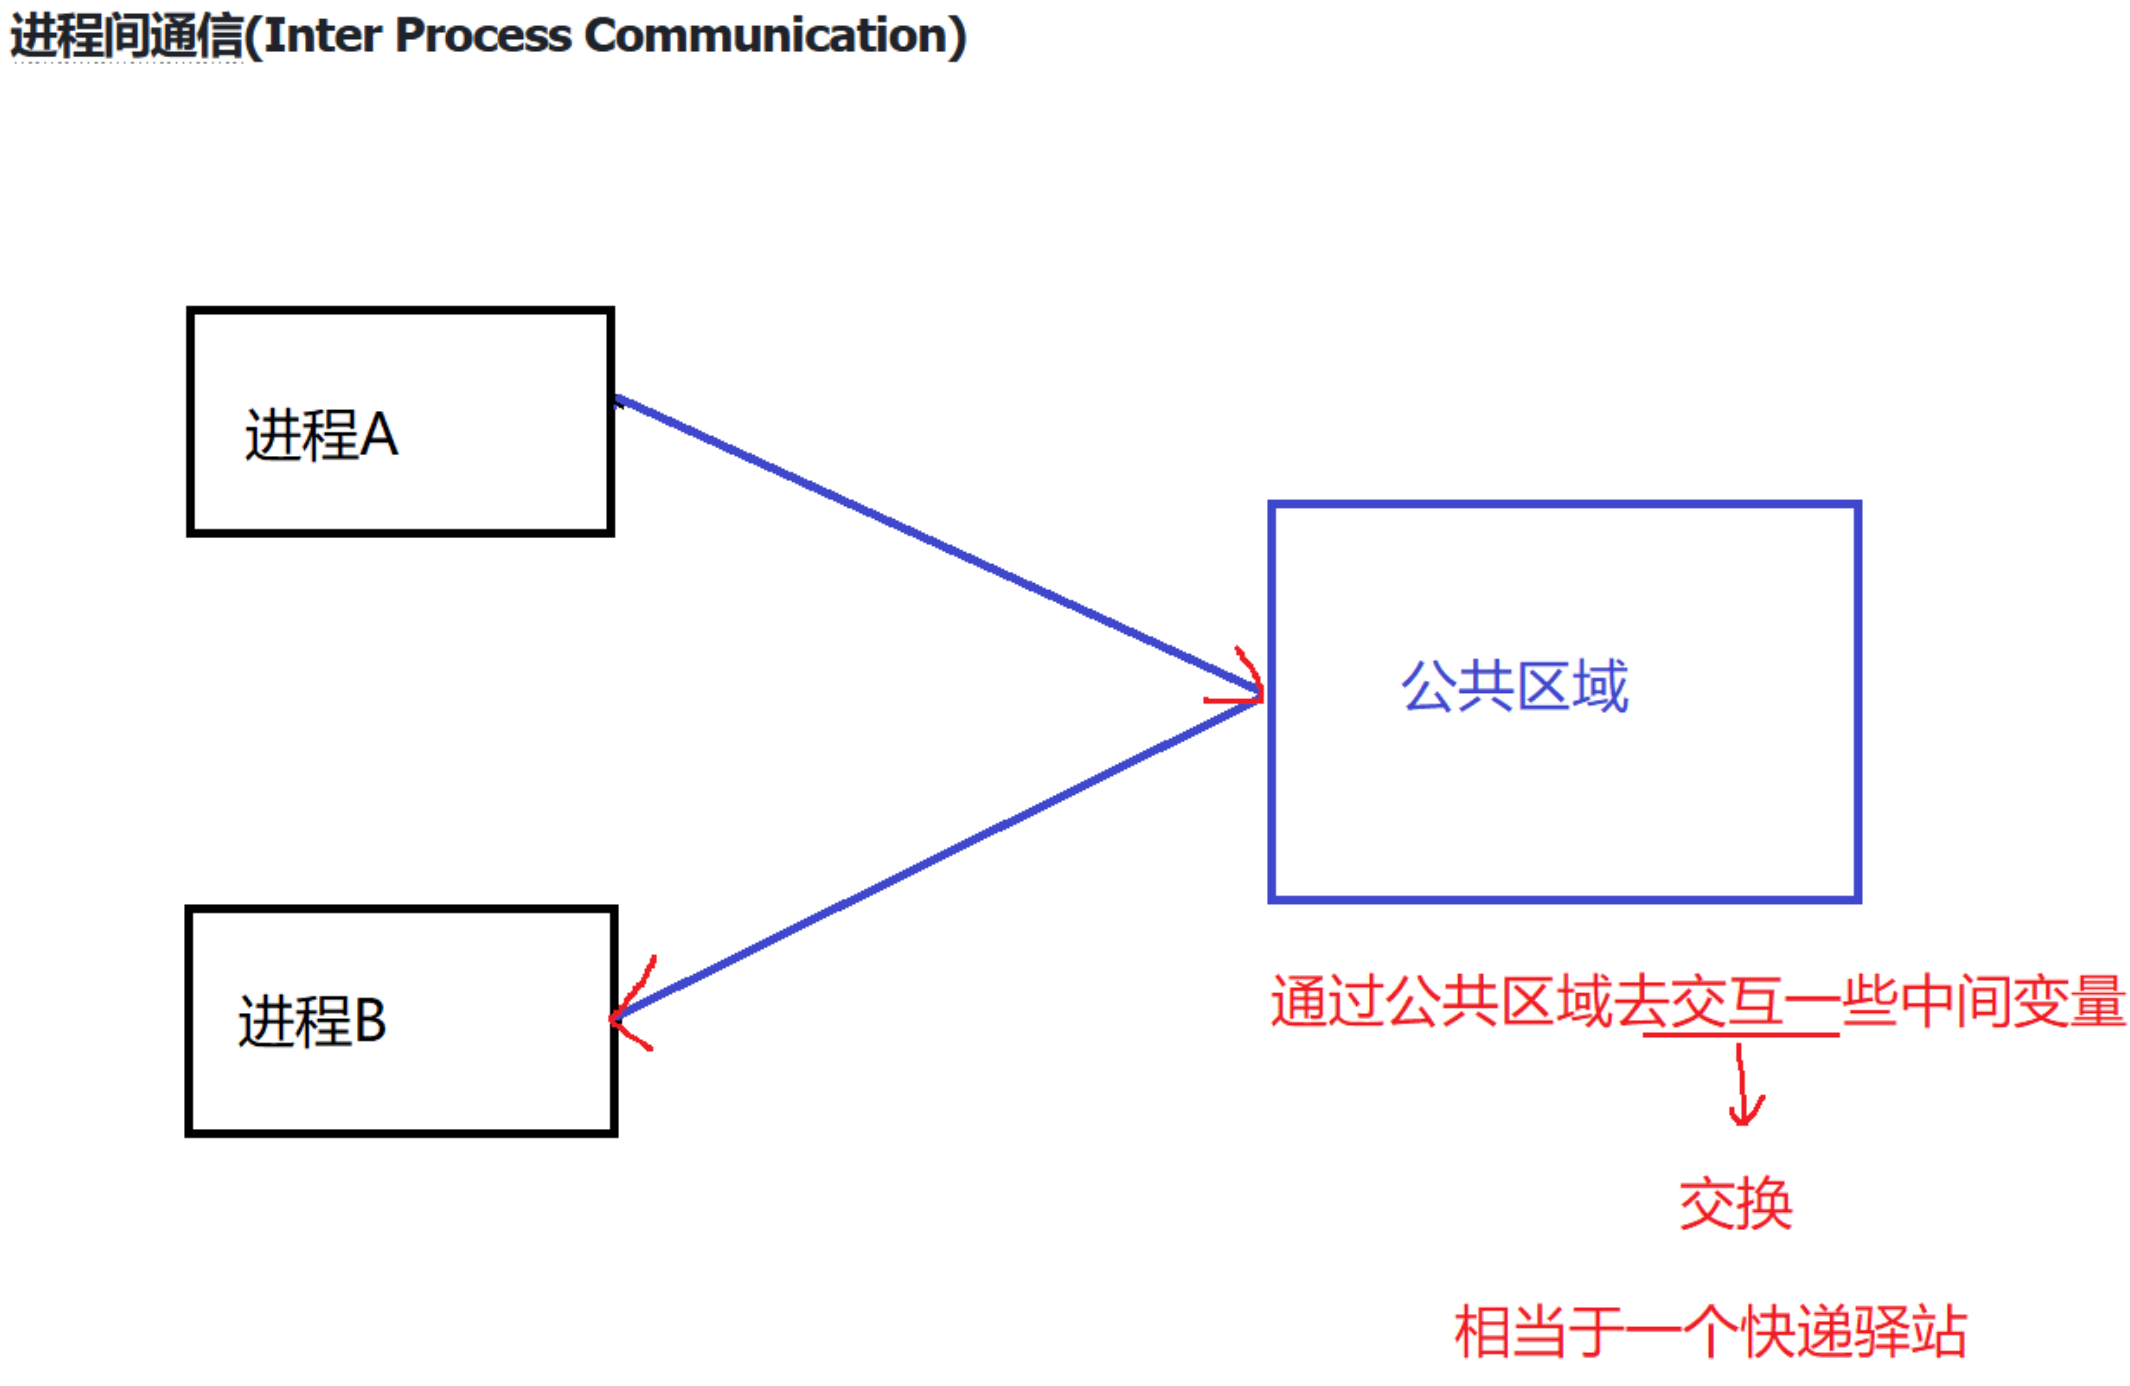 进程间通信(Inter Process Communication)
进程A
公共区域
进程B
通过公共区域去交互一些中间变量
交换
相当于一个快递驿站